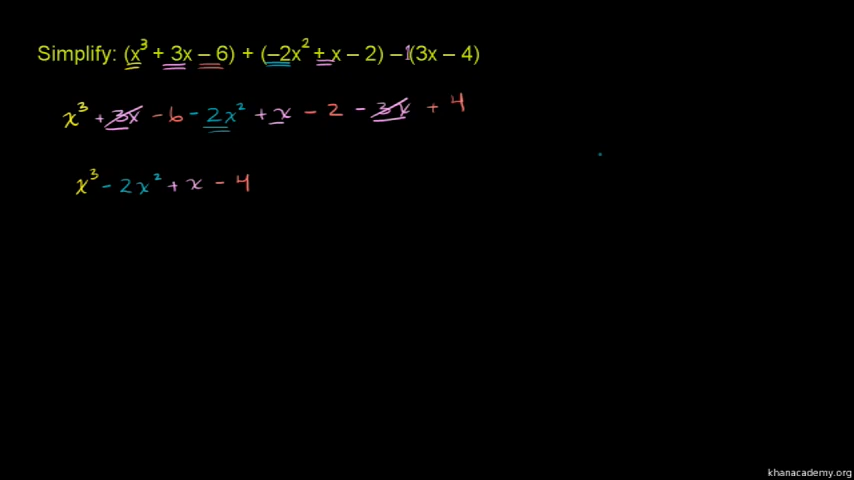 Simplify: (x³ + 3x – 6) + (–2x² + x – 2) –1(3x – 4)
x³ + 3x - 6 - 2x² + x - 2 - 3x + 4
x³ - 2x² + x - 4
khanacademy.org